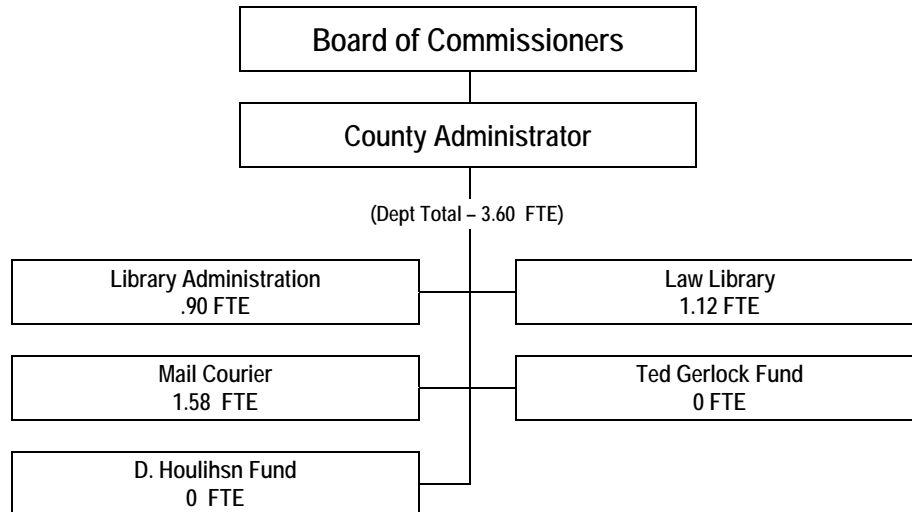 Board of Commissioners
County Administrator
(Dept Total – 3.60 FTE)
Library Administration
.90 FTE
Law Library
1.12 FTE
Mail Courier
1.58 FTE
Ted Gerlock Fund
0 FTE
D. Houlihsn Fund
0 FTE